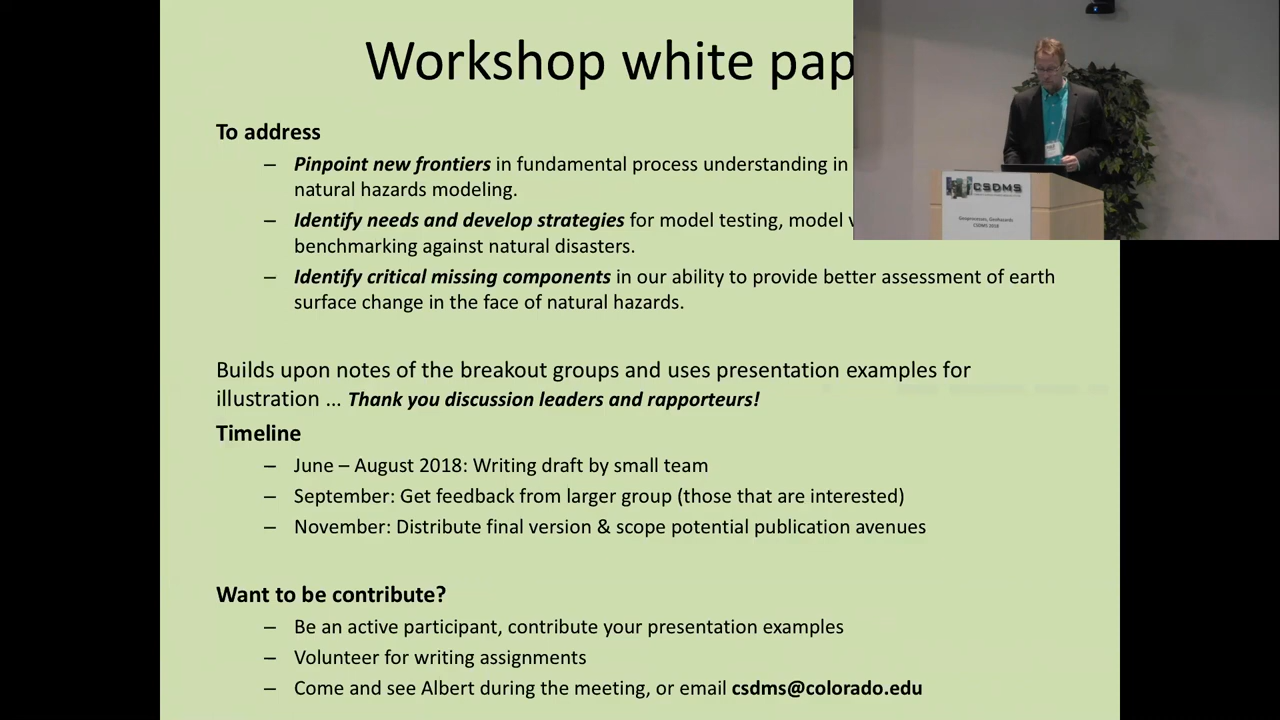 Workshop white pap
To address
– Pinpoint new frontiers in fundamental process understanding in
natural hazards modeling.
– Identify needs and develop strategies for model testing, model v
benchmarking against natural disasters.
– Identify critical missing components in our ability to provide better assessment of earth
surface change in the face of natural hazards.
Builds upon notes of the breakout groups and uses presentation examples for
illustration ... Thank you discussion leaders and rapporteurs!
Timeline
– June – August 2018: Writing draft by small team
– September: Get feedback from larger group (those that are interested)
– November: Distribute final version & scope potential publication avenues
Want to be contribute?
– Be an active participant, contribute your presentation examples
– Volunteer for writing assignments
– Come and see Albert during the meeting, or email csdms@colorado.edu
CSDMS
Geoprocesses, Geohazards
CSDMS 2018